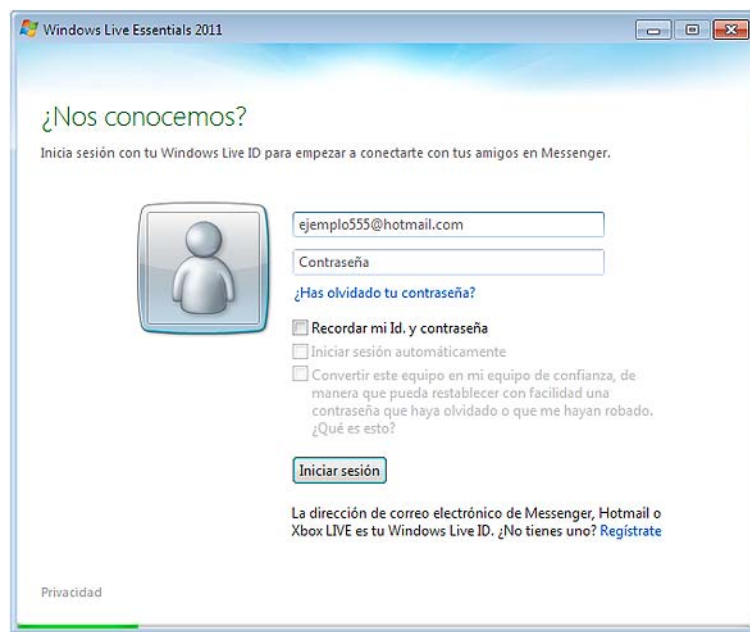 Windows Live Essentials 2011
¿Nos conocemos?
Inicia sesión con tu Windows Live ID para empezar a conectarte con tus amigos en Messenger.
ejemplo555@hotmail.com
Contraseña
¿Has olvidado tu contraseña?
Recordar mi Id. y contraseña
Iniciar sesión automáticamente
Convertir este equipo en mi equipo de confianza, de
manera que pueda restablecer con facilidad una
contraseña que haya olvidado o que me hayan robado.
¿Qué es esto?
Iniciar sesión
La dirección de correo electrónico de Messenger, Hotmail o
Xbox LIVE es tu Windows Live ID. ¿No tienes uno? Regístrate
Privacidad